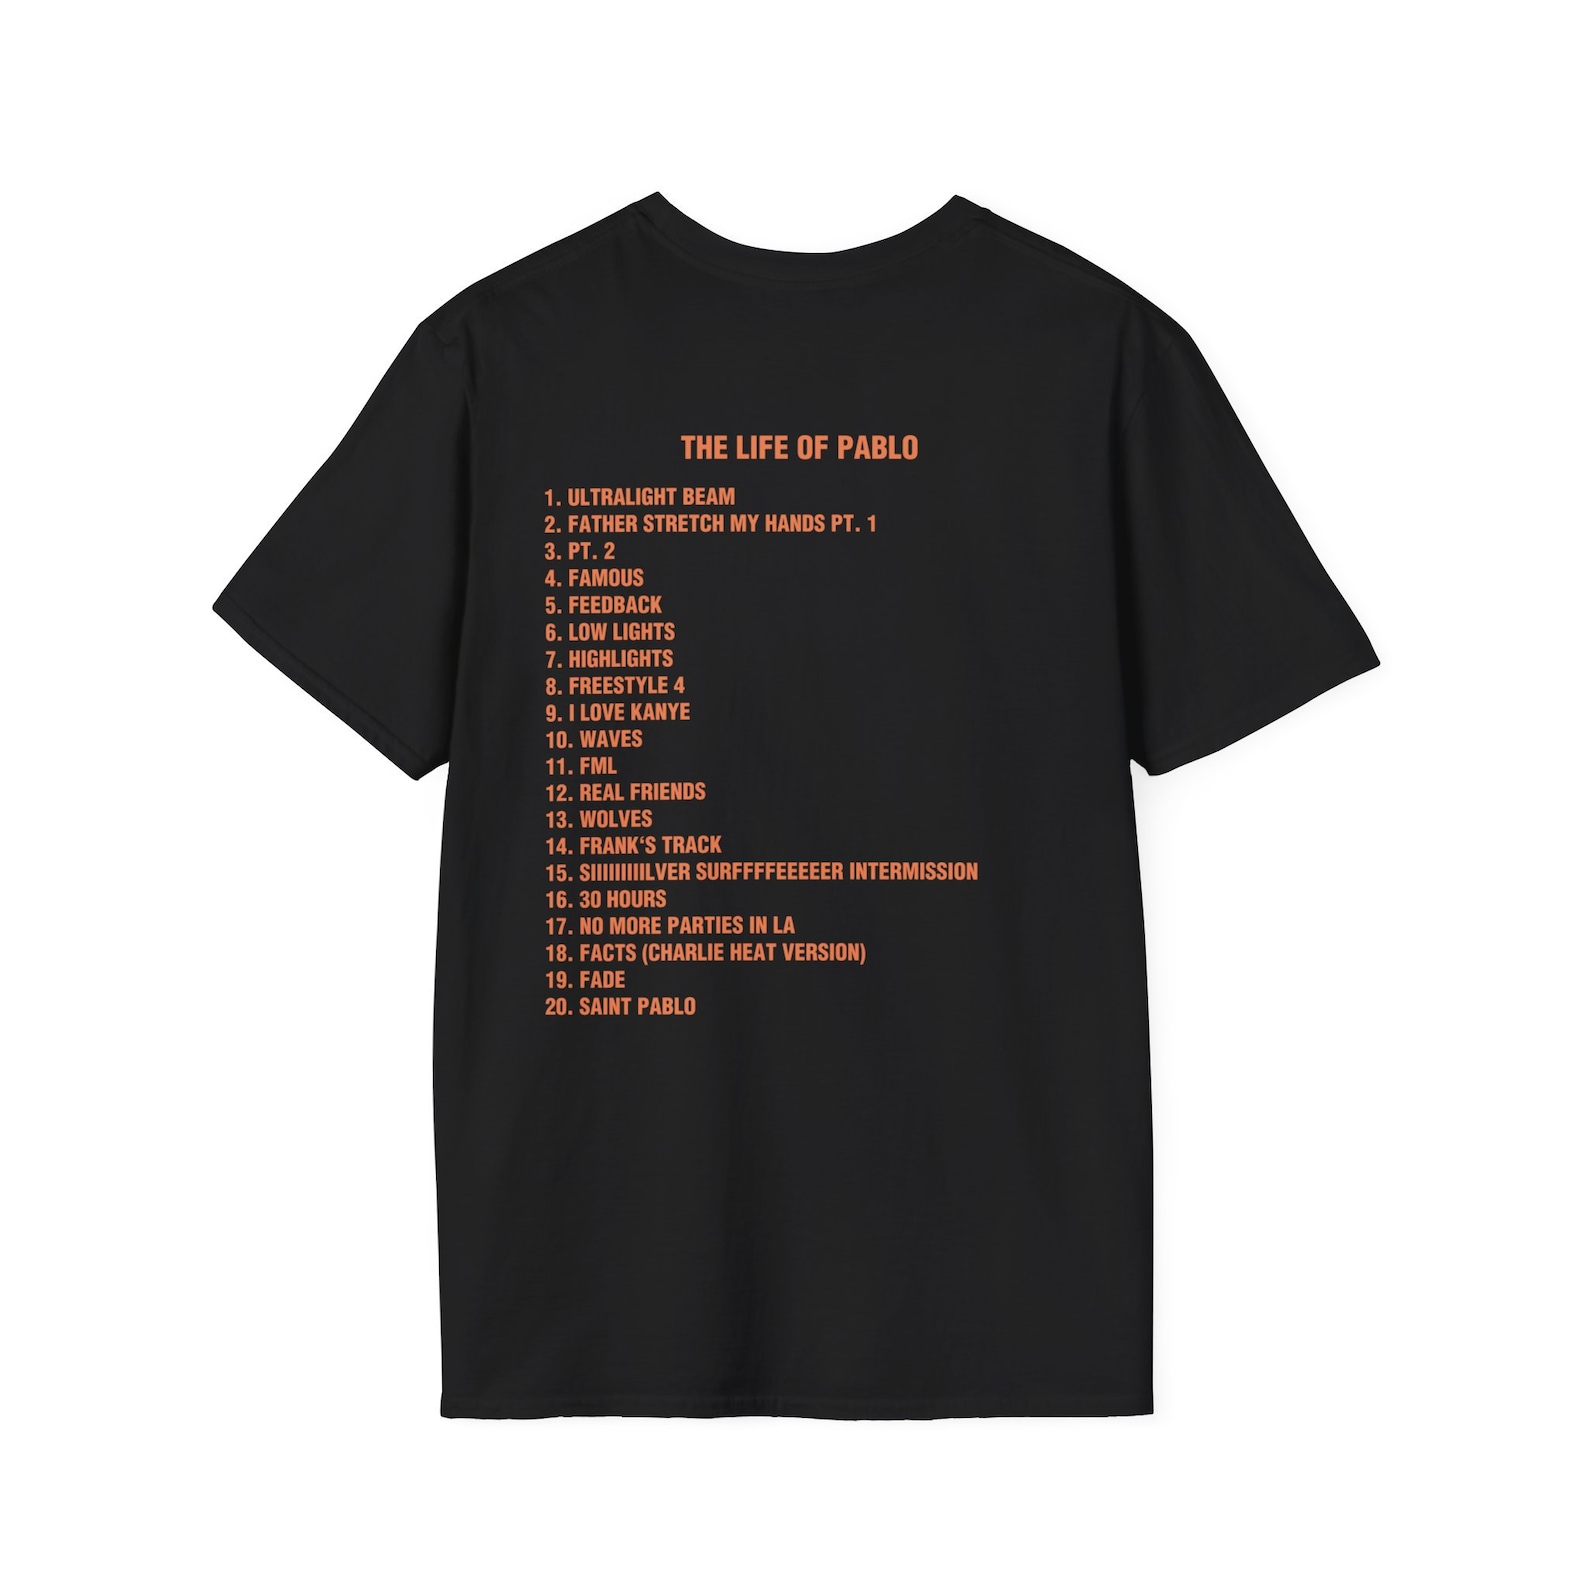 THE LIFE OF PABLO
1. ULTRALIGHT BEAM
2. FATHER STRETCH MY HANDS PT. 1
3. PT. 2
4. FAMOUS
5. FEEDBACK
6. LOW LIGHTS
7. HIGHLIGHTS
8. FREESTYLE 4
9. I LOVE KANYE
10. WAVES
11. FML
12. REAL FRIENDS
13. WOLVES
14. FRANK‘S TRACK
15. SIIIIIIIIILVER SURFFFFEEEEER INTERMISSION
16. 30 HOURS
17. NO MORE PARTIES IN LA
18. FACTS (CHARLIE HEAT VERSION)
19. FADE
20. SAINT PABLO